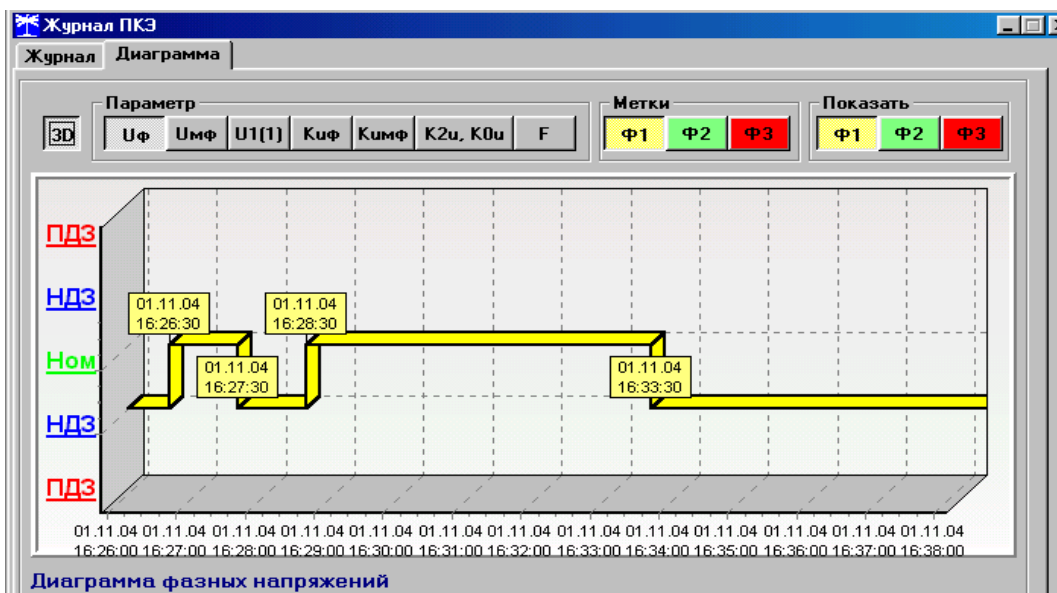 Журнал ПКЭ
Журнал Диаграмма
Параметр Метки Показать
3D Uф Uмф U1(1) Kuф Kuмф K2u, K0u F Ф1 Ф2 Ф3 Ф1 Ф2 Ф3
ПДЗ
НДЗ
01.11.04 01.11.04
16:26:30 16:28:30
Ном
01.11.04 01.11.04
16:27:30 16:33:30
НДЗ
ПДЗ
01.11.04 01.11.04 01.11.04 01.11.04 01.11.04 01.11.04 01.11.04 01.11.04 01.11.04 01.11.04 01.11.04 01.11.04 01.11.04
16:26:00 16:27:00 16:28:00 16:29:00 16:30:00 16:31:00 16:32:00 16:33:00 16:34:00 16:35:00 16:36:00 16:37:00 16:38:00
Диаграмма фазных напряжений